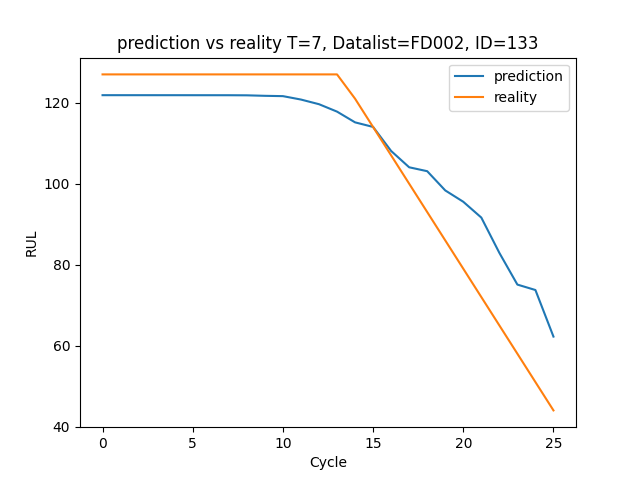 prediction vs reality T=7, Datalist=FD002, ID=133
prediction
reality
RUL
120
100
80
60
40
0
5
10
15
20
25
Cycle